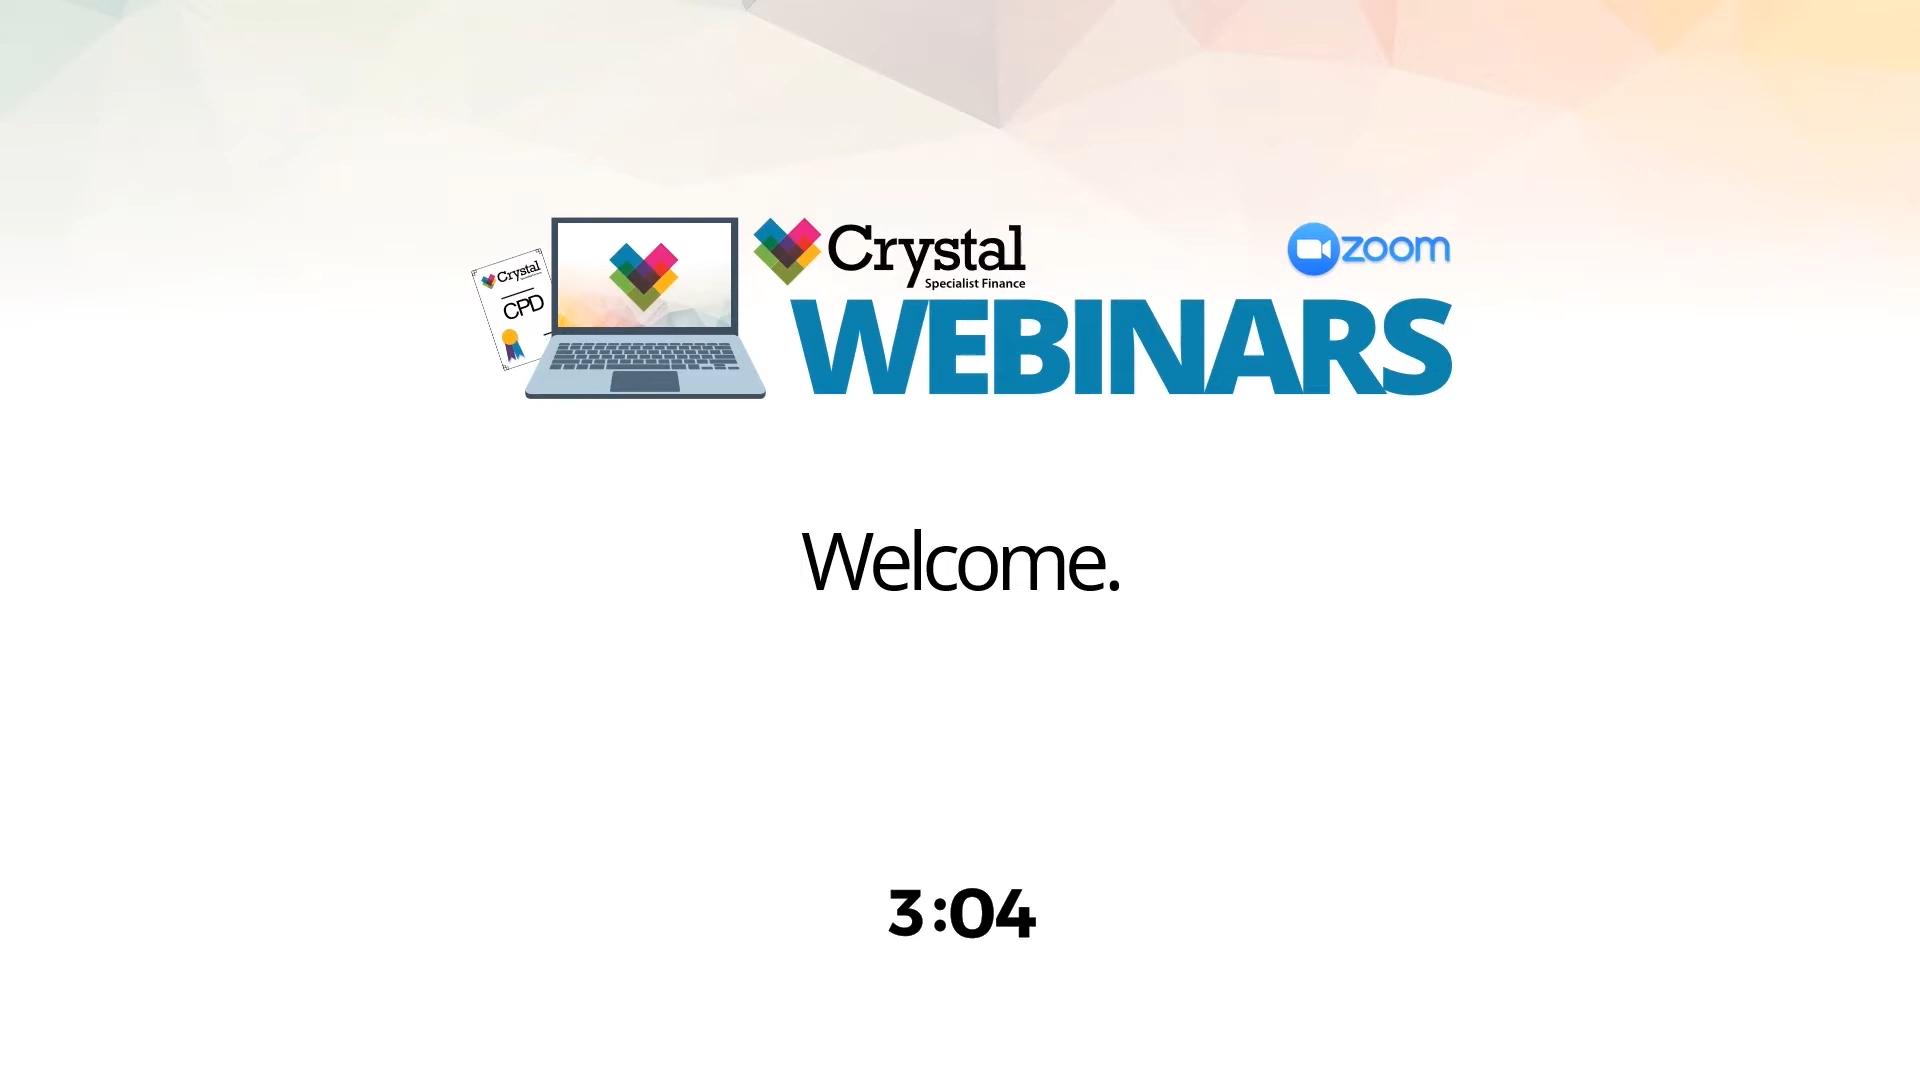 Crystal
CPD
Crystal
Specialist Finance
zoom
WEBINARS
Welcome.
3:04